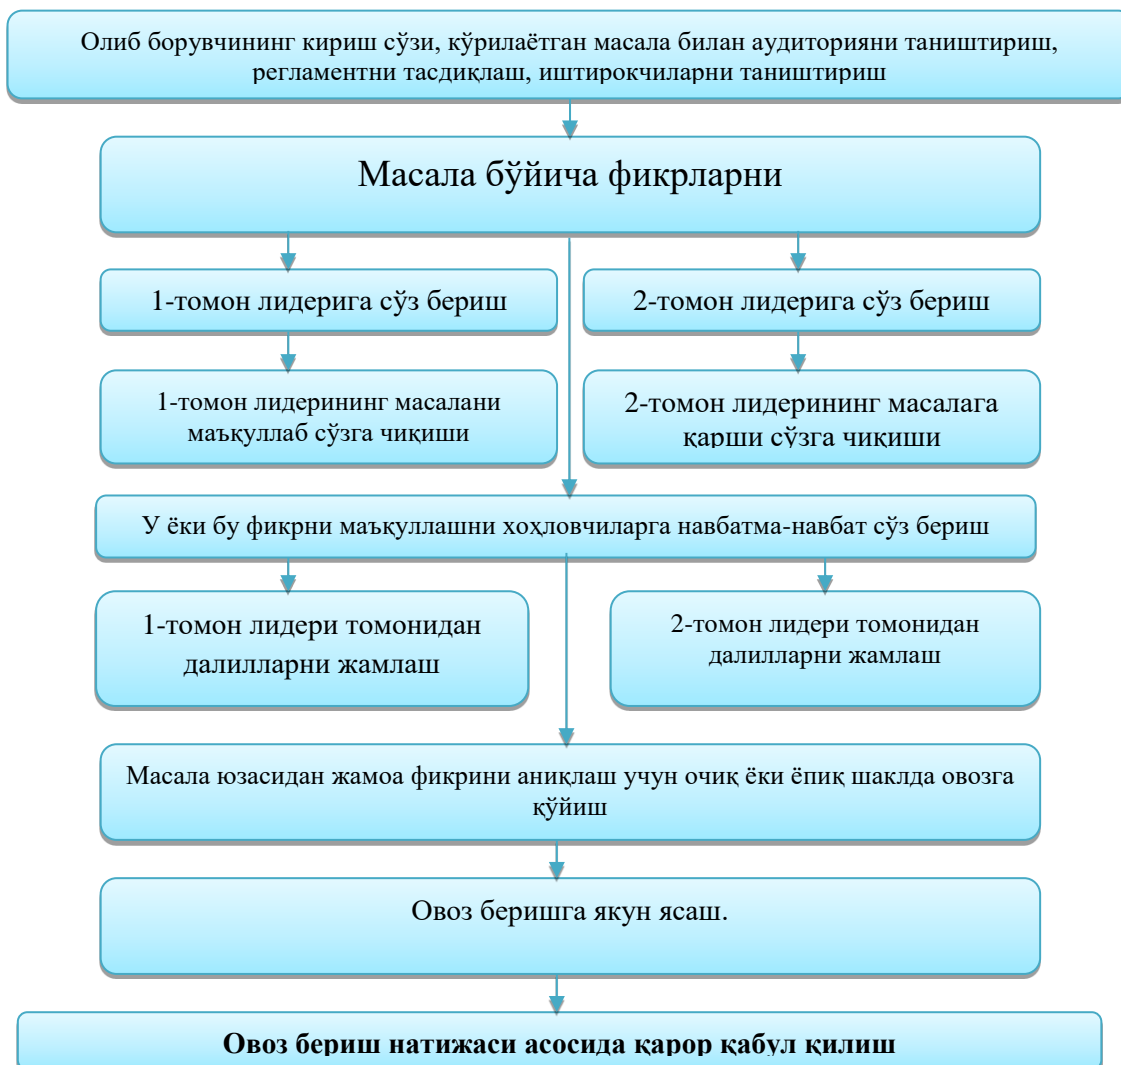 Олиб борувчининг кириш сўзи, кўрилаётган масала билан аудиторияни таништириш,
регламентни тасдиқлаш, иштирокчиларни таништириш
Масала бўйича фикрларни
1-томон лидерига сўз бериш
2-томон лидерига сўз бериш
1-томон лидерининг масалани
маъқуллаб сўзга чиқиши
2-томон лидерининг масалага
қарши сўзга чиқиши
У ёки бу фикрни маъқуллашни хоҳловчиларга навбатма-навбат сўз бериш
1-томон лидери томонидан
далилларни жамлаш
2-томон лидери томонидан
далилларни жамлаш
Масала юзасидан жамоа фикрини аниқлаш учун очиқ ёки ёпиқ шаклда овозга
қўйиш
Овоз беришга якун ясаш.
Овоз бериш натижаси асосида қарор қабул қилиш